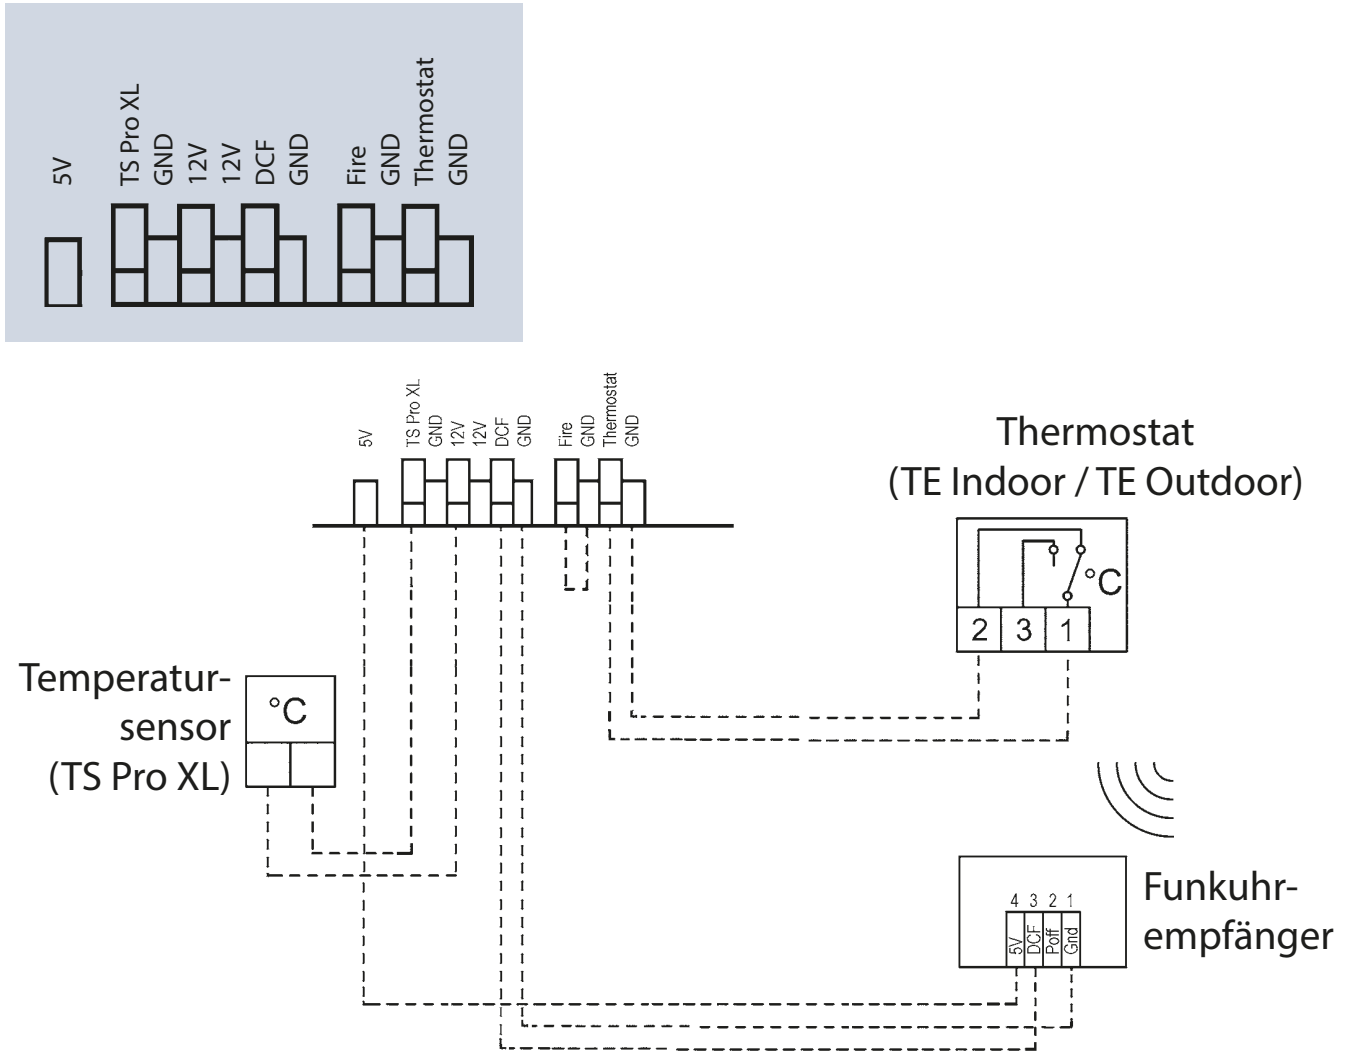 5V
TS Pro XL
GND
12V
12V
DCF
GND
Fire
GND
Thermostat
GND
5V
TS Pro XL
GND
12V
12V
DCF
GND
Fire
GND
Thermostat
GND
Thermostat
(TE Indoor / TE Outdoor)
°C
2 3 1
Temperatur-
sensor
(TS Pro XL)
°C
Funkuhr-
empfänger
4 3 2 1
5V
DCF
Poff
Gnd